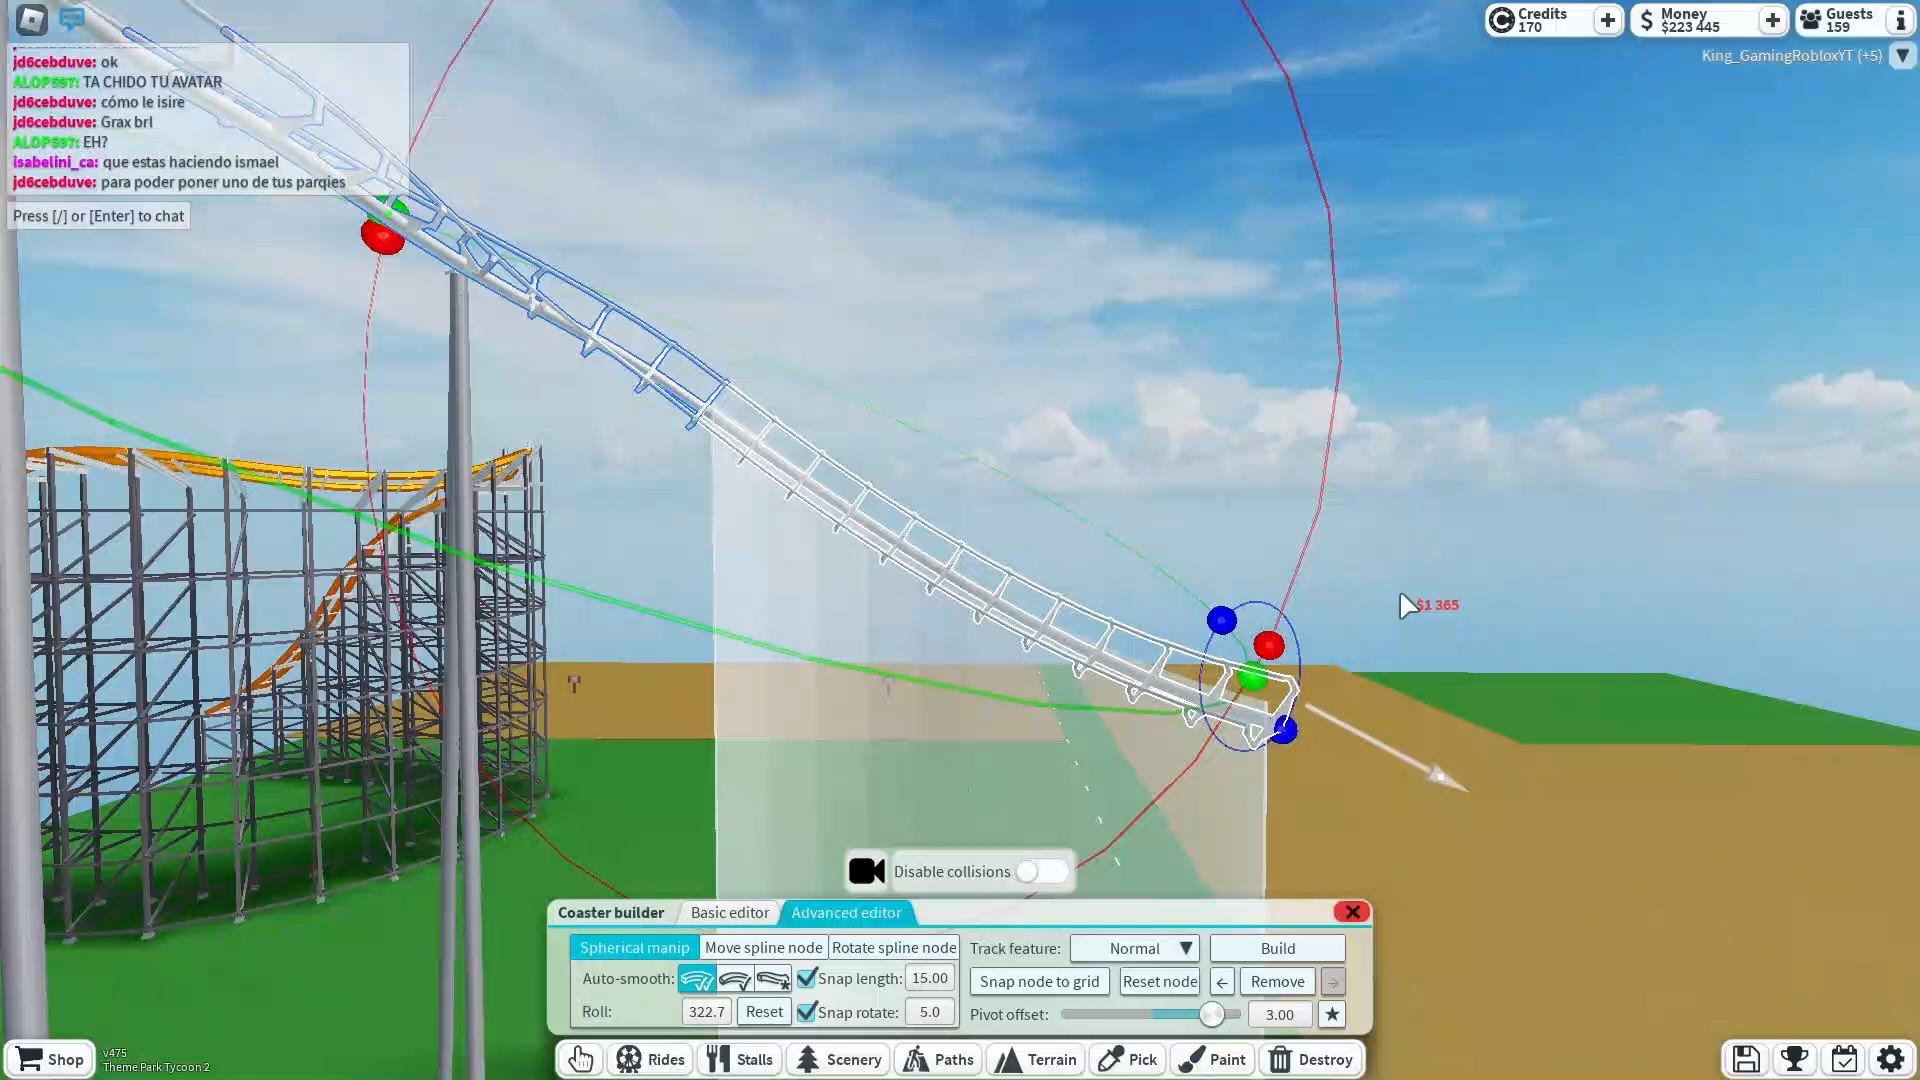 Credits
170
Money
$223 445
Guests
159
King_GamingRobloxYT (+5)
jd6cebduve: ok
ALOP597: TA CHIDO TU AVATAR
jd6cebduve: cómo le isire
jd6cebduve: Grax brl
ALOP597: EH?
isabelini_ca: que estas haciendo ismael
jd6cebduve: para poder poner uno de tus parqies
Press [/] or [Enter] to chat
$1 365
Disable collisions
Coaster builder Basic editor Advanced editor
Spherical manip Move spline node Rotate spline node Track feature: Normal Build
Auto-smooth: Snap length: 15.00 Snap node to grid Reset node Remove
Roll: 322.7 Reset Snap rotate: 5.0 Pivot offset: 3.00
Shop
v475
Theme Park Tycoon 2
Rides Stalls Scenery Paths Terrain Pick Paint Destroy